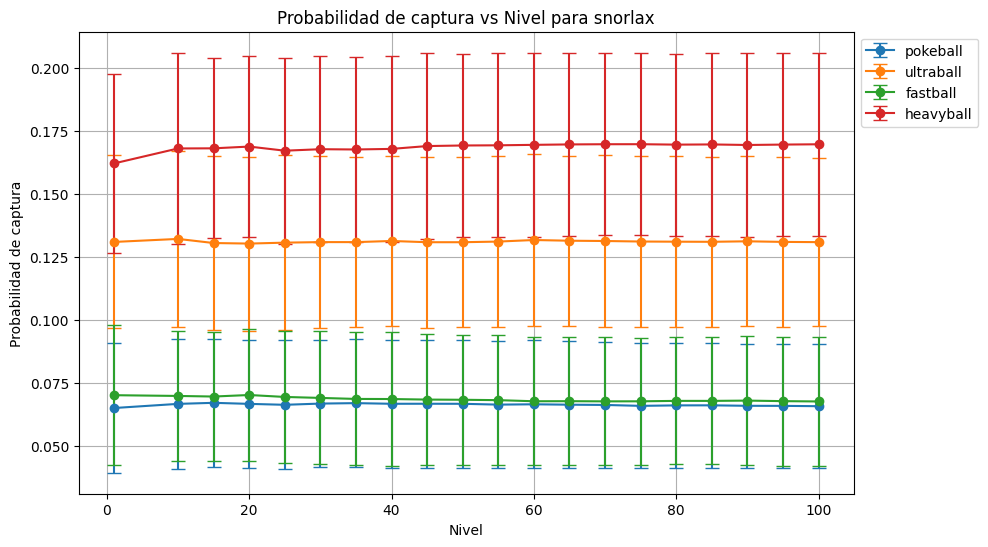 Probabilidad de captura vs Nivel para snorlax
pokeball
ultraball
fastball
heavyball
Probabilidad de captura
0.200
0.175
0.150
0.125
0.100
0.075
0.050
0
20
40
60
80
100
Nivel